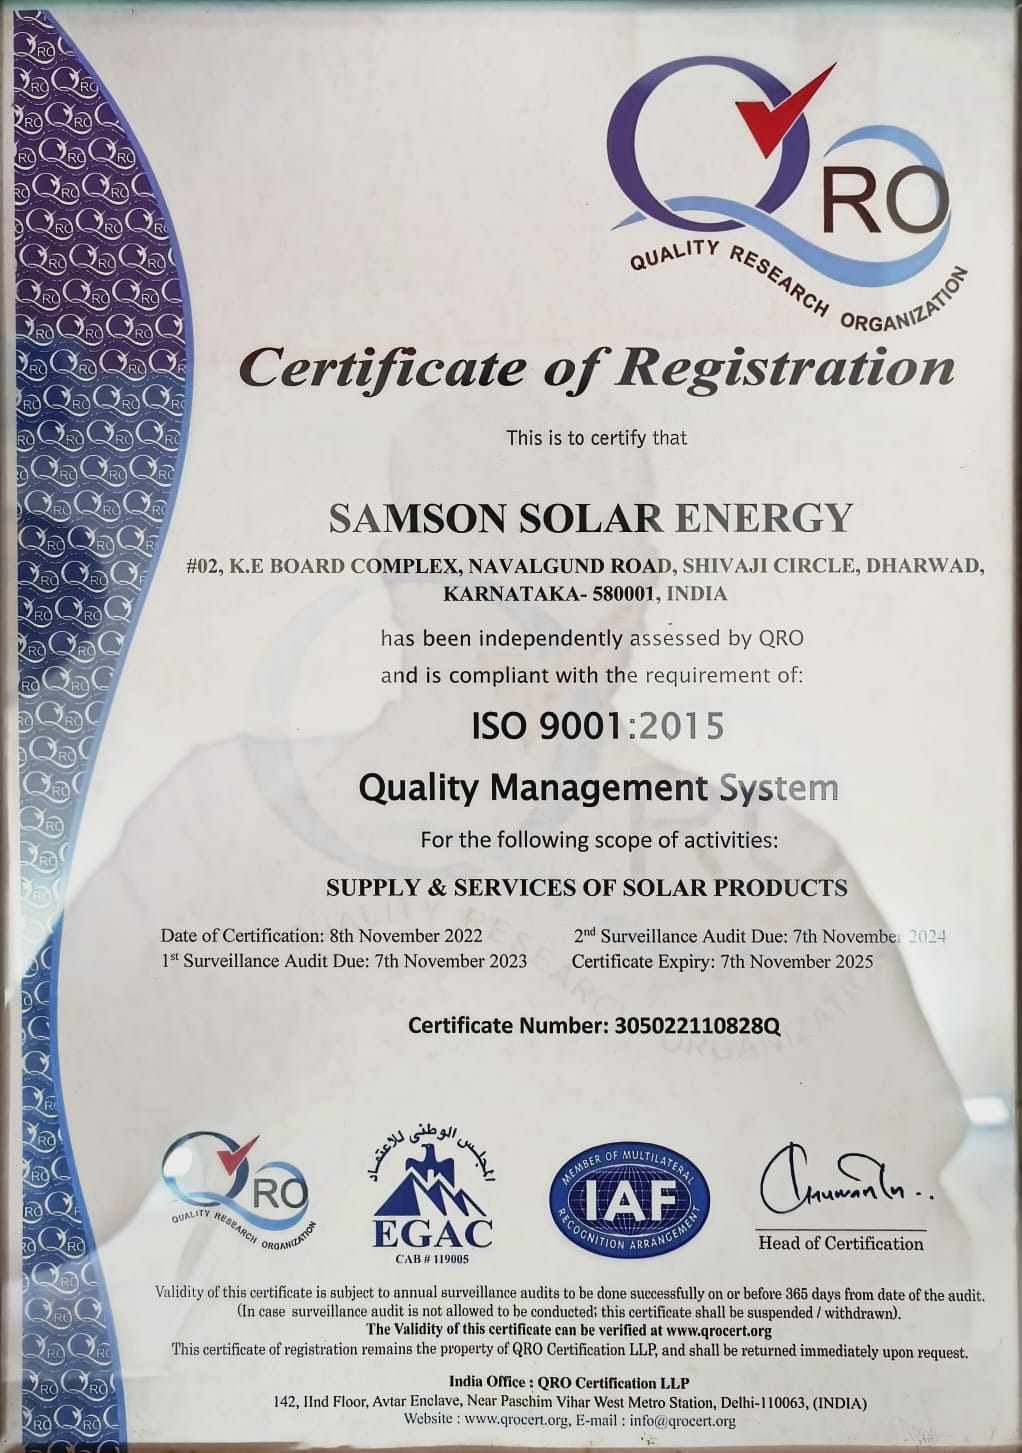 QRO
QUALITY RESEARCH ORGANIZATION
Certificate of Registration
This is to certify that
SAMSON SOLAR ENERGY
#02, K.E BOARD COMPLEX, NAVALGUND ROAD, SHIVAJI CIRCLE, DHARWAD,
KARNATAKA- 580001, INDIA
has been independently assessed by QRO
and is compliant with the requirement of:
ISO 9001:2015
Quality Management System
For the following scope of activities:
SUPPLY & SERVICES OF SOLAR PRODUCTS
Date of Certification: 8th November 2022
2nd Surveillance Audit Due: 7th November 2024
1st Surveillance Audit Due: 7th November 2023
Certificate Expiry: 7th November 2025
Certificate Number: 305022110828Q
QRO
QUALITY RESEARCH ORGANIZATION
المجلس الوطنى للاعتماد
EGAC
CAB # 119005
MEMBER OF MULTILATERAL
IAF
RECOGNITION ARRANGEMENT
Head of Certification
Validity of this certificate is subject to annual surveillance audits to be done successfully on or before 365 days from date of the audit.
(In case surveillance audit is not allowed to be conducted; this certificate shall be suspended / withdrawn).
The Validity of this certificate can be verified at www.qrocert.org
This certificate of registration remains the property of QRO Certification LLP, and shall be returned immediately upon request.
India Office : QRO Certification LLP
142, IInd Floor, Avtar Enclave, Near Paschim Vihar West Metro Station, Delhi-110063, (INDIA)
Website : www.qrocert.org, E-mail : info@qrocert.org